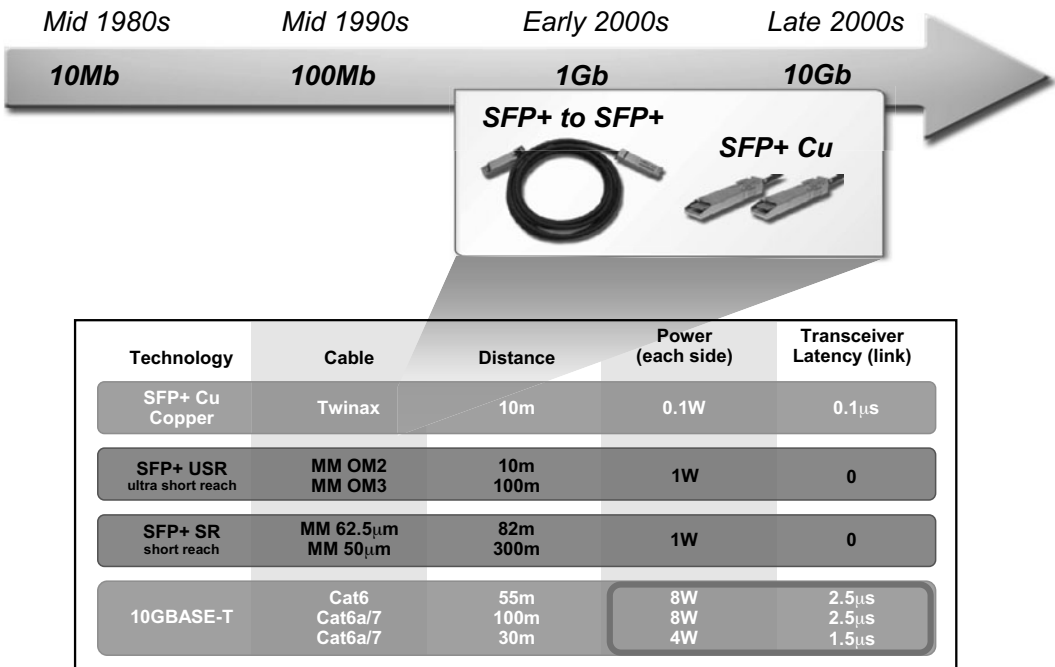 Mid 1980s Mid 1990s Early 2000s Late 2000s
10Mb 100Mb 1Gb 10Gb
SFP+ to SFP+
SFP+ Cu
Technology Cable Distance Power (each side) Transceiver Latency (link)
SFP+ Cu Copper Twinax 10m 0.1W 0.1μs
SFP+ USR MM OM2 10m 1W 0
ultra short reach MM OM3 100m
SFP+ SR MM 62.5μm 82m 1W 0
short reach MM 50μm 300m
10GBASE-T Cat6 55m 8W 2.5μs
Cat6a/7 100m 8W 2.5μs
Cat6a/7 30m 4W 1.5μs